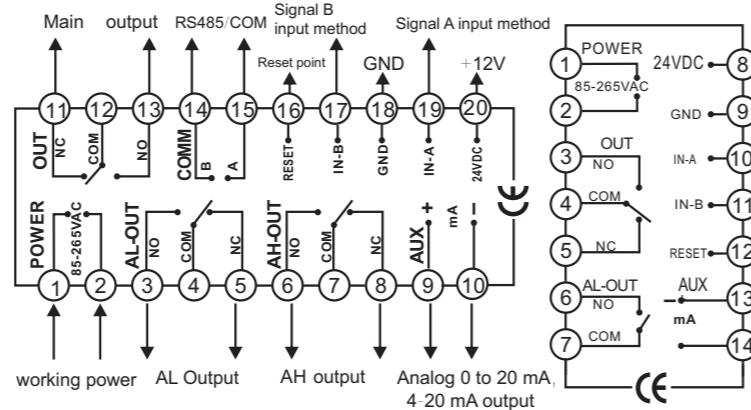 Main output RS485/COM Signal B input method Signal A input method
Reset point GND +12V
11 12 13 14 15 16 17 18 19 20
OUT NC COM NO COMM B A RESET IN-B GND IN-A 24VDC
POWER 85-265VAC AL-OUT NO COM NC AH-OUT NO COM NC AUX + mA −
1 2 3 4 5 6 7 8 9 10
CE
working power AL Output AH output Analog 0 to 20 mA,
4-20 mA output
1 POWER 24VDC 8
85-265VAC
2 GND 9
3 OUT
NO IN-A 10
4 COM
IN-B 11
5 NC RESET 12
6 AL-OUT AUX 13
NO −
mA
7 COM 14
CE